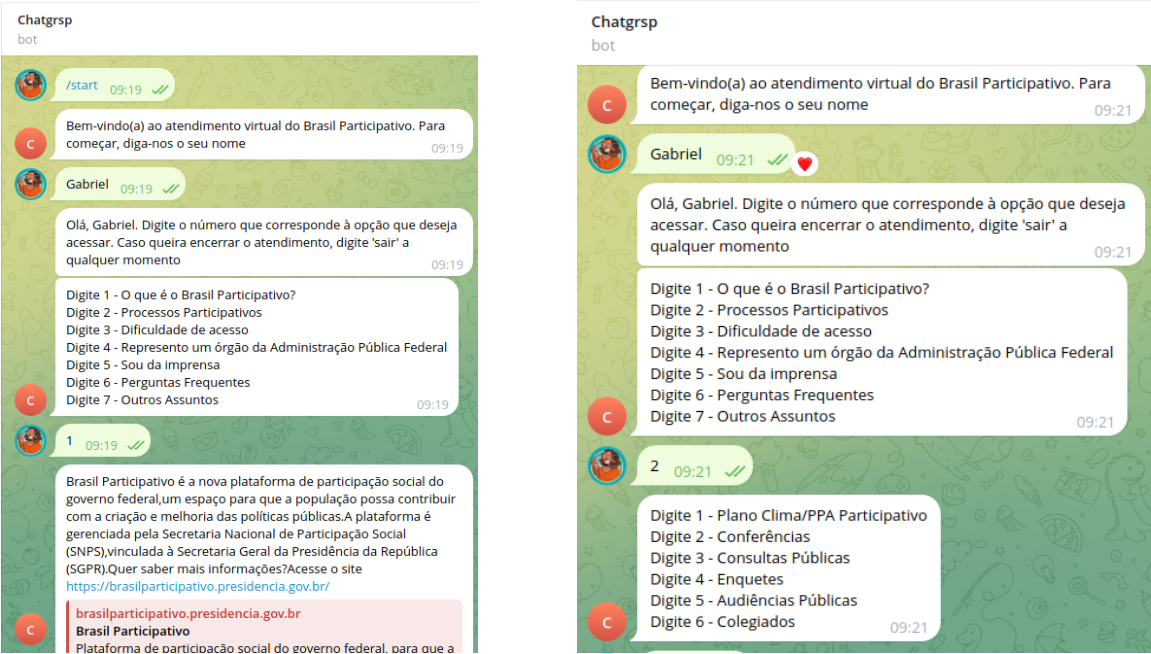 Chatgrsp
bot
/start 09:19
Bem-vindo(a) ao atendimento virtual do Brasil Participativo. Para
começar, diga-nos o seu nome
09:19
C
Gabriel 09:19
Olá, Gabriel. Digite o número que corresponde à opção que deseja
acessar. Caso queira encerrar o atendimento, digite 'sair' a
qualquer momento
09:19
Digite 1 - O que é o Brasil Participativo?
Digite 2 - Processos Participativos
Digite 3 - Dificuldade de acesso
Digite 4 - Represento um órgão da Administração Pública Federal
Digite 5 - Sou da imprensa
Digite 6 - Perguntas Frequentes
Digite 7 - Outros Assuntos
09:19
C
1 09:19
Brasil Participativo é a nova plataforma de participação social do
governo federal,um espaço para que a população possa contribuir
com a criação e melhoria das políticas públicas.A plataforma é
gerenciada pela Secretaria Nacional de Participação Social
(SNPS),vinculada à Secretaria Geral da Presidência da República
(SGPR).Quer saber mais informações?Acesse o site
https://brasilparticipativo.presidencia.gov.br/
brasilparticipativo.presidencia.gov.br
Brasil Participativo
C
Plataforma de participação social do governo federal, para que a
Chatgrsp
bot
Bem-vindo(a) ao atendimento virtual do Brasil Participativo. Para
começar, diga-nos o seu nome
09:21
C
Gabriel 09:21
Olá, Gabriel. Digite o número que corresponde à opção que deseja
acessar. Caso queira encerrar o atendimento, digite 'sair' a
qualquer momento
09:21
Digite 1 - O que é o Brasil Participativo?
Digite 2 - Processos Participativos
Digite 3 - Dificuldade de acesso
Digite 4 - Represento um órgão da Administração Pública Federal
Digite 5 - Sou da imprensa
Digite 6 - Perguntas Frequentes
Digite 7 - Outros Assuntos
09:21
C
2 09:21
Digite 1 - Plano Clima/PPA Participativo
Digite 2 - Conferências
Digite 3 - Consultas Públicas
Digite 4 - Enquetes
Digite 5 - Audiências Públicas
Digite 6 - Colegiados
09:21
C